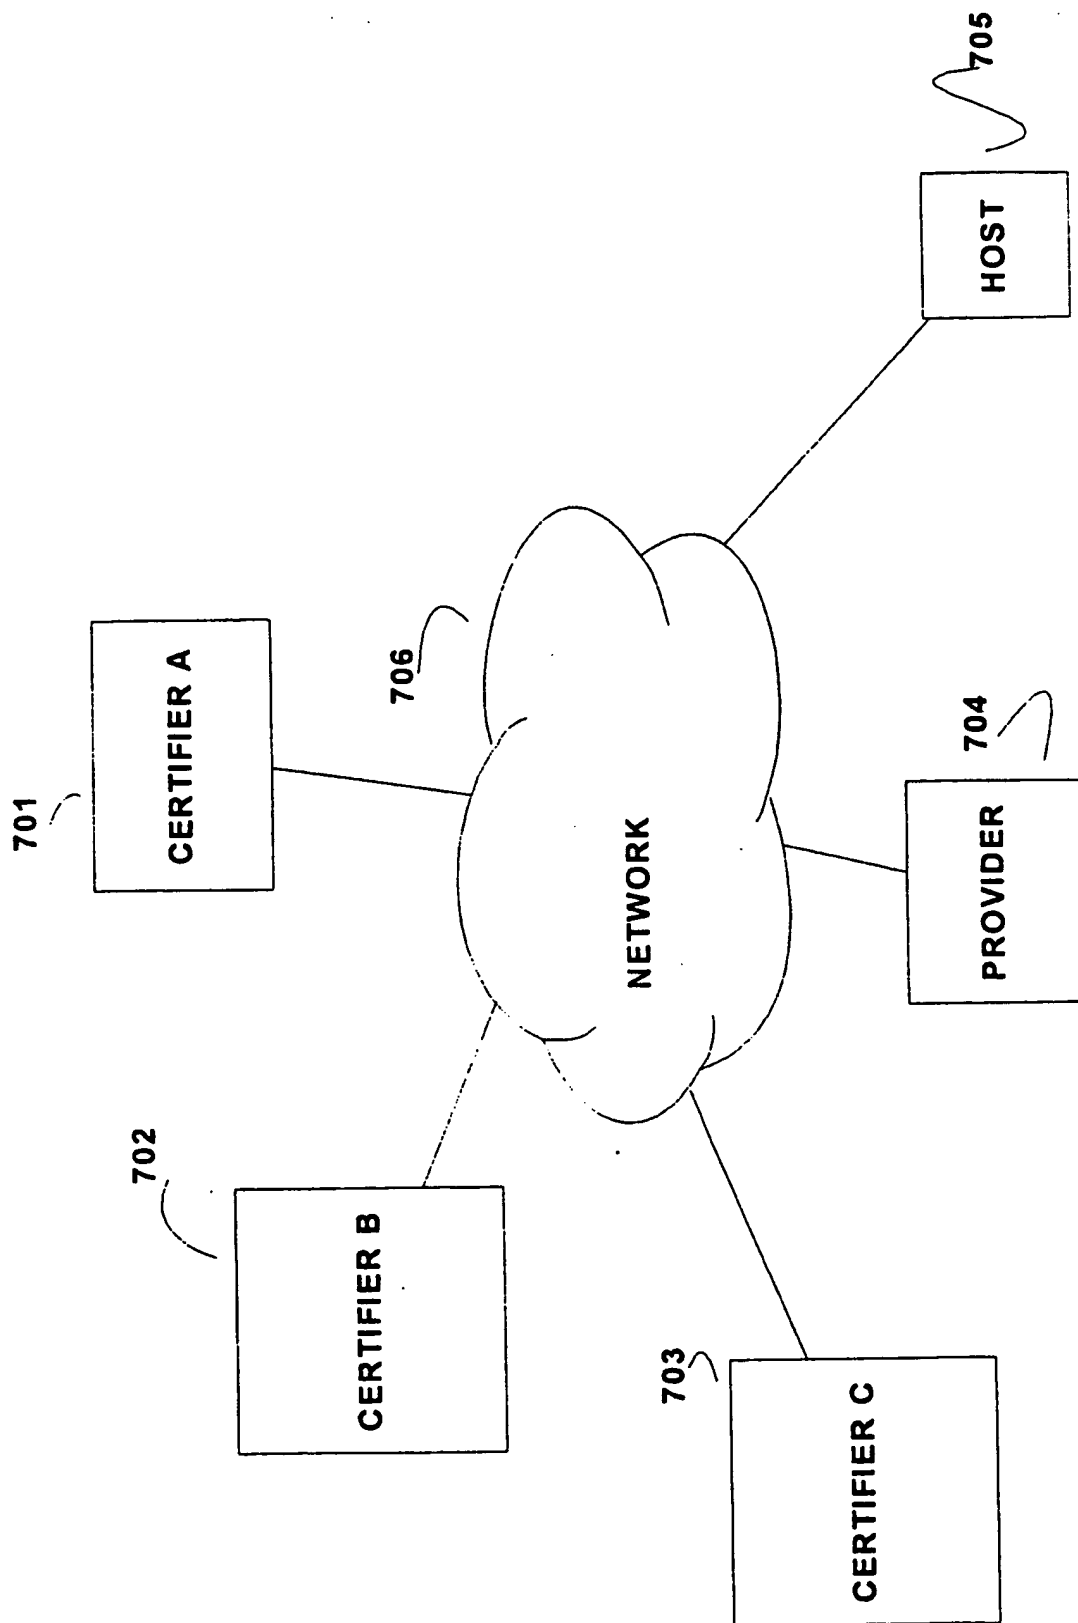 701
CERTIFIER A
702
CERTIFIER B
703
CERTIFIER C
706
NETWORK
704
PROVIDER
705
HOST